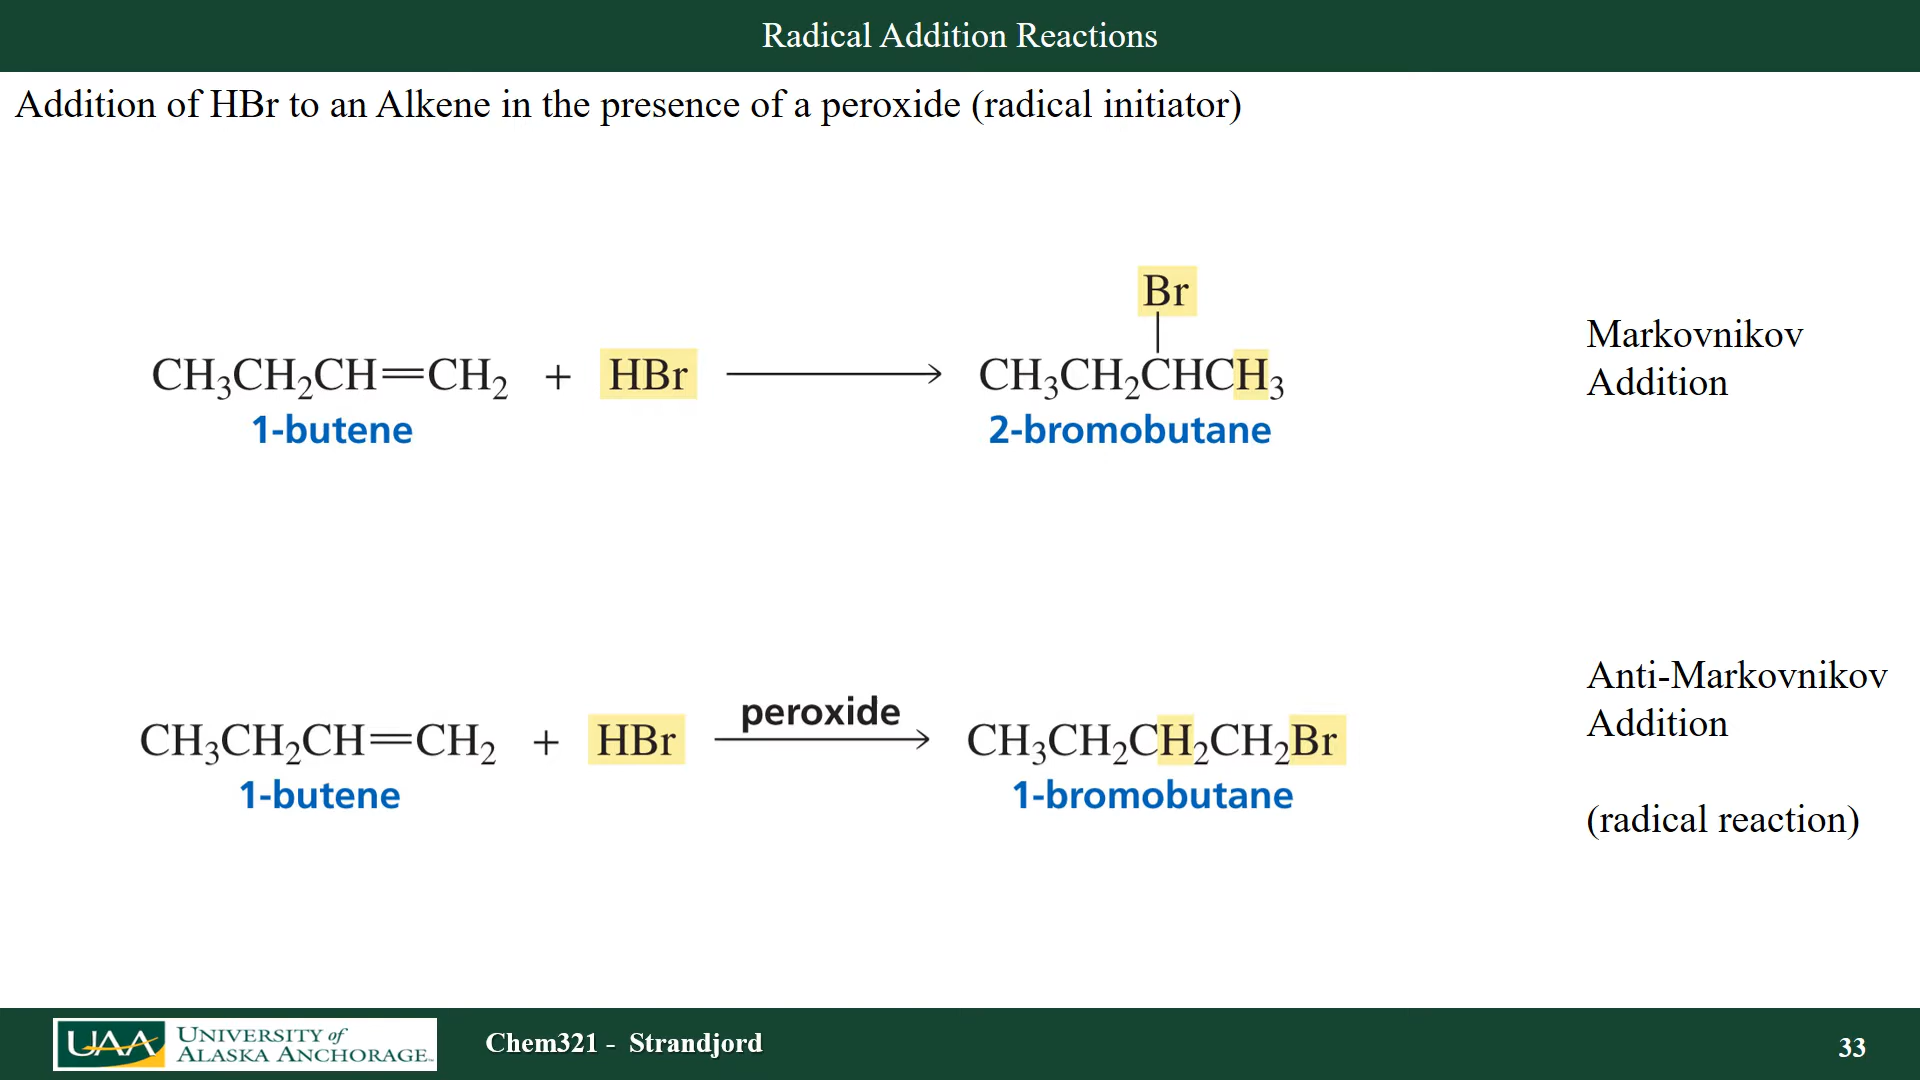 Radical Addition Reactions
Addition of HBr to an Alkene in the presence of a peroxide (radical initiator)
Br
CH₃CH₂CH=CH₂ + HBr ⟶ CH₃CH₂CHCH₃
1-butene 2-bromobutane
Markovnikov
Addition
peroxide
CH₃CH₂CH=CH₂ + HBr ⟶ CH₃CH₂CH₂CH₂Br
1-butene 1-bromobutane
Anti-Markovnikov
Addition
(radical reaction)
UAA UNIVERSITY of
ALASKA ANCHORAGE™
Chem321 - Strandjord
33